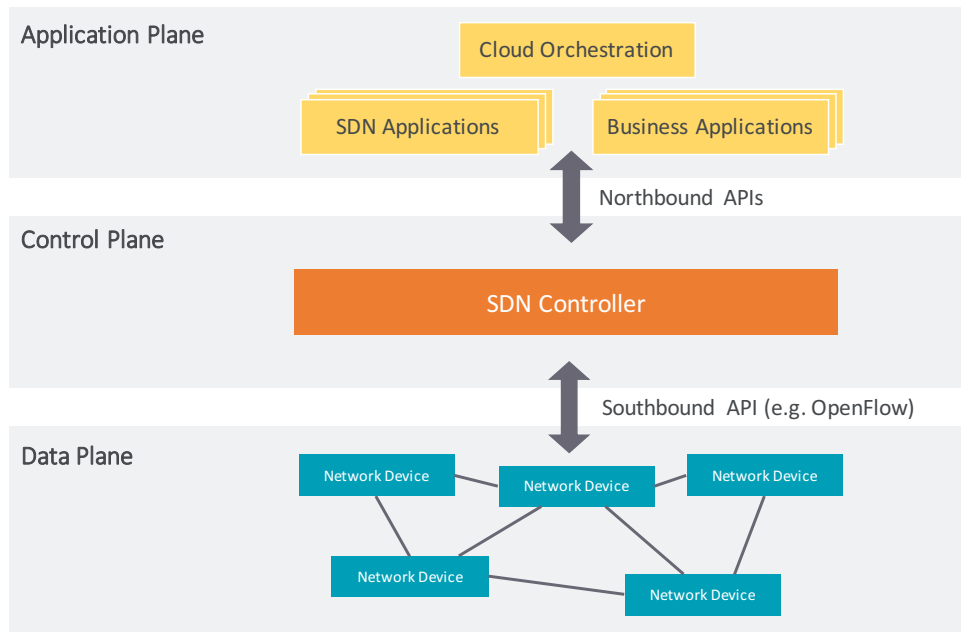 Application Plane
Cloud Orchestration
SDN Applications
Business Applications
Northbound APIs
Control Plane
SDN Controller
Southbound API (e.g. OpenFlow)
Data Plane
Network Device
Network Device
Network Device
Network Device
Network Device